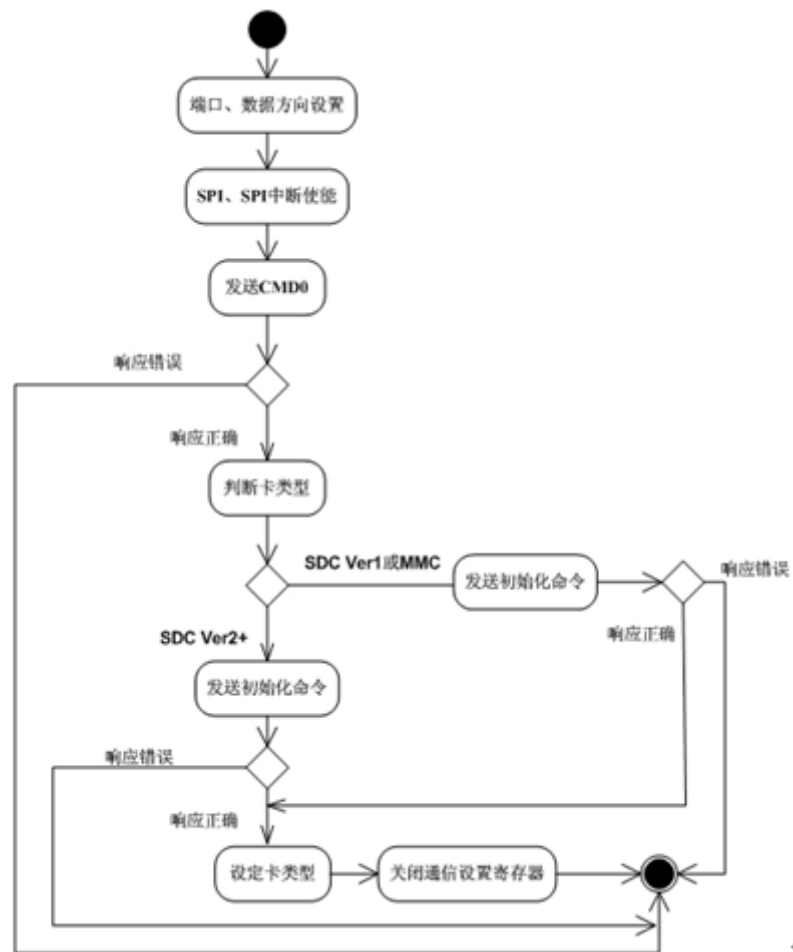 端口、数据方向设置
SPI、SPI中断使能
发送CMD0
响应错误
响应正确
判断卡类型
SDC Ver1或MMC
发送初始化命令
响应错误
响应正确
SDC Ver2+
发送初始化命令
响应错误
响应正确
设定卡类型
关闭通信设置寄存器